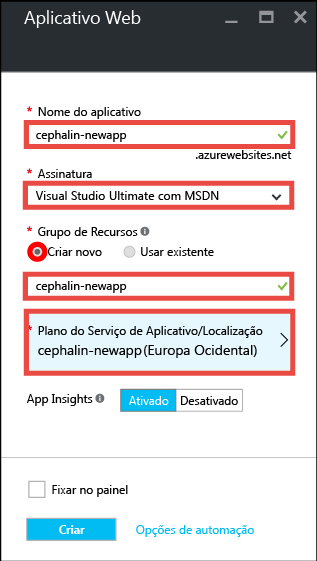 Aplicativo Web
* Nome do aplicativo
cephalin-newapp
.azurewebsites.net
* Assinatura
Visual Studio Ultimate com MSDN
* Grupo de Recursos
Criar novo Usar existente
cephalin-newapp
* Plano do Serviço de Aplicativo/Localização
cephalin-newapp(Europa Ocidental)
App Insights Ativado Desativado
Fixar no painel
Criar Opções de automação